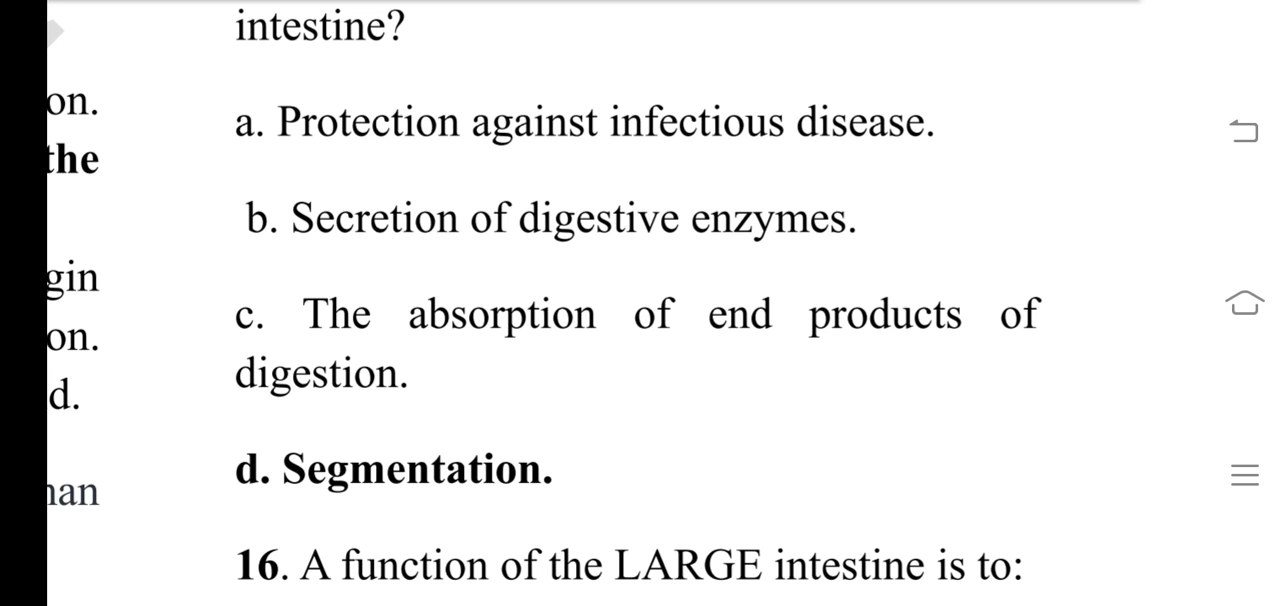 intestine?
on.
the
a. Protection against infectious disease.
b. Secretion of digestive enzymes.
gin
on.
c. The absorption of end products of
digestion.
d.
d. Segmentation.
16. A function of the LARGE intestine is to: